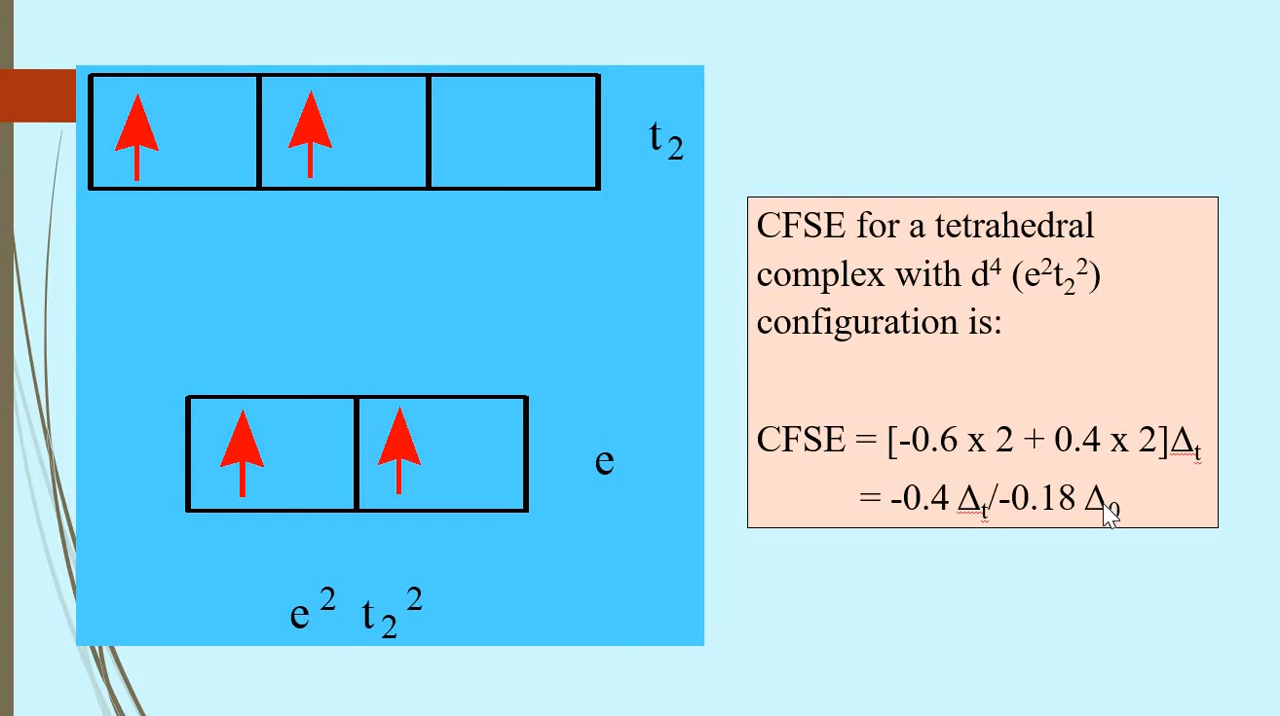 t₂
e
e² t₂²
CFSE for a tetrahedral
complex with d⁴ (e²t₂²)
configuration is:
CFSE = [-0.6 x 2 + 0.4 x 2]Δₜ
= -0.4 Δₜ/-0.18 Δ₀